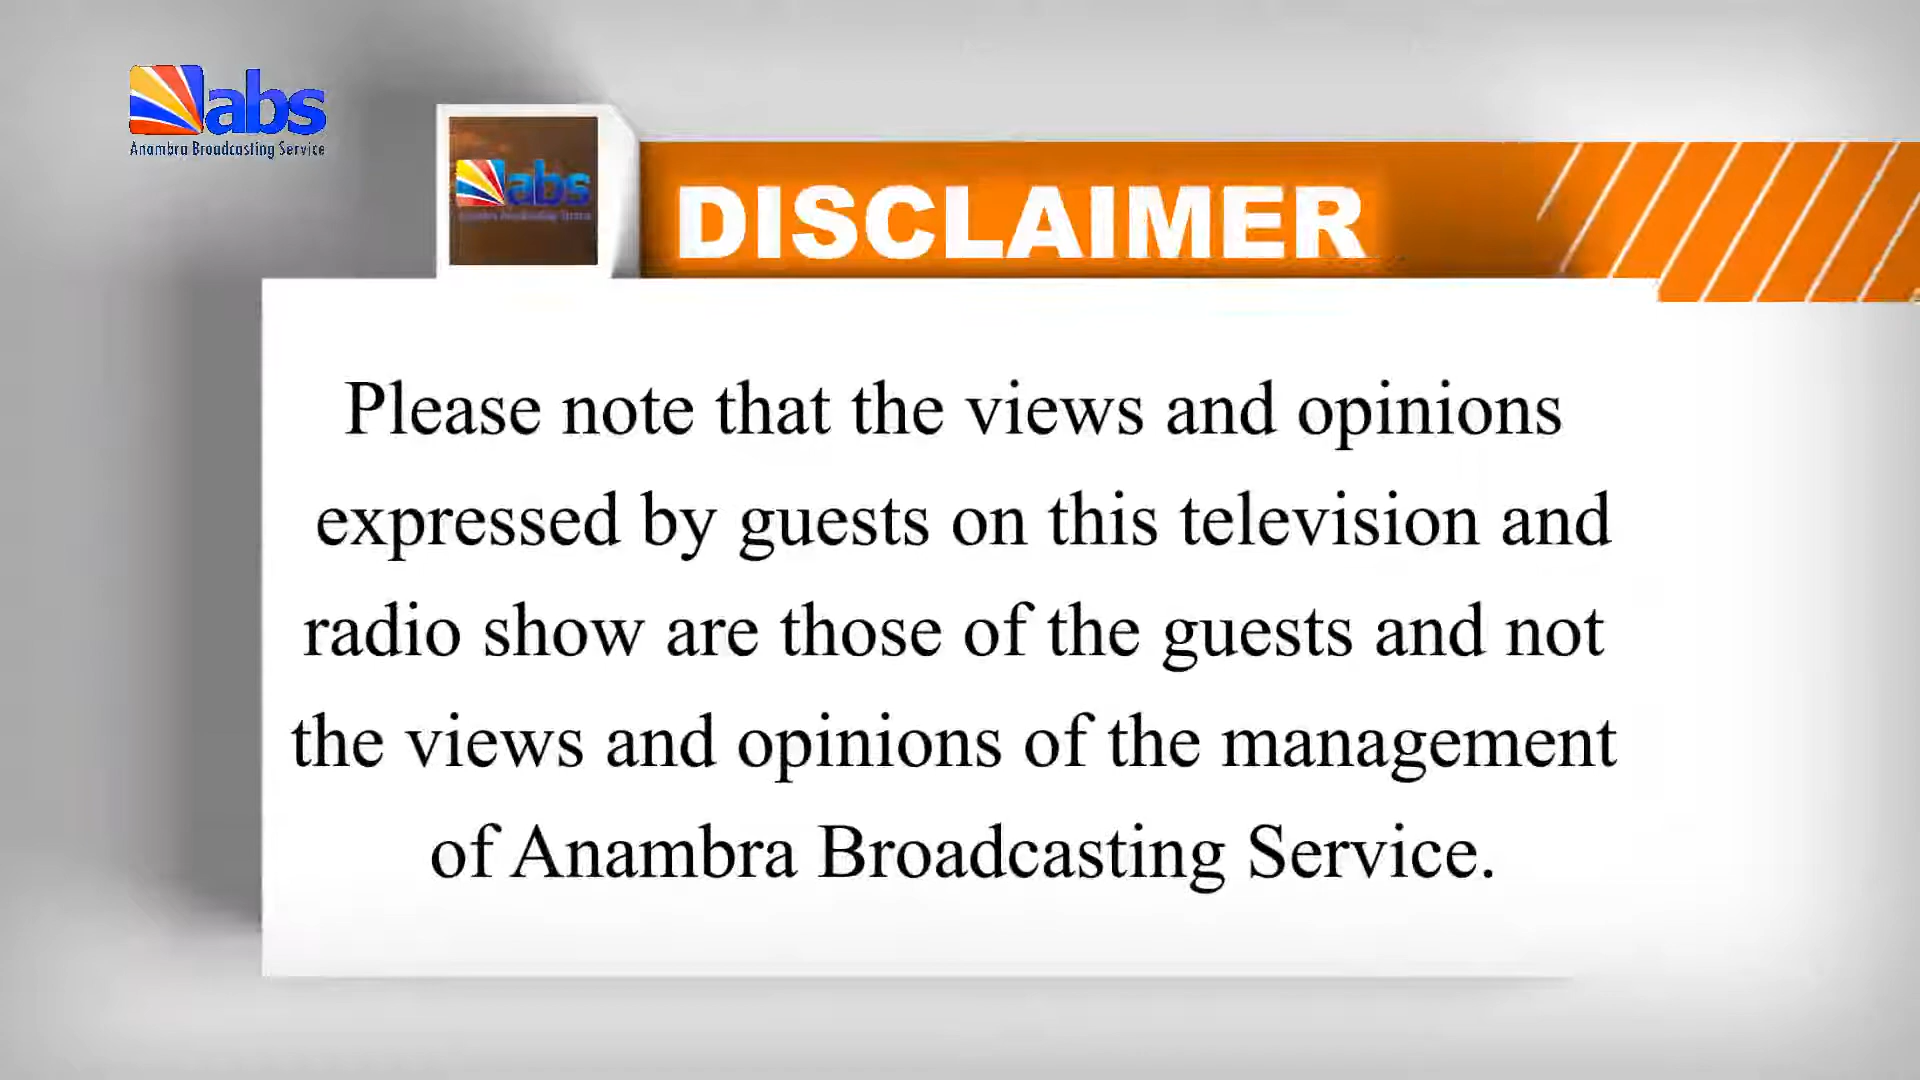 abs
Anambra Broadcasting Service
abs
DISCLAIMER
Please note that the views and opinions
expressed by guests on this television and
radio show are those of the guests and not
the views and opinions of the management
of Anambra Broadcasting Service.